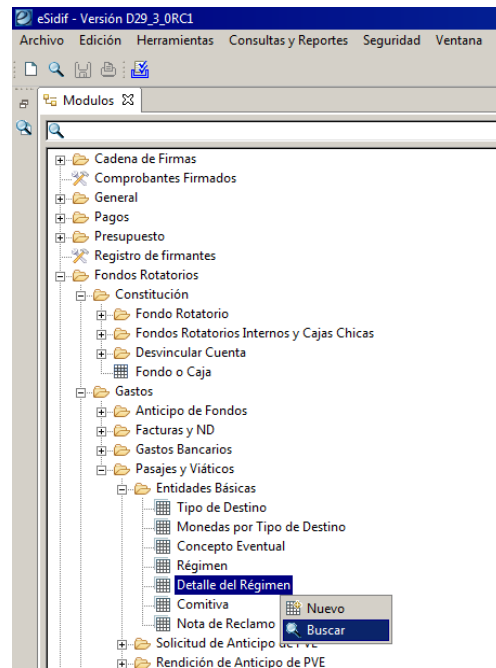 eSidif - Versión D29_3_0RC1
Archivo Edición Herramientas Consultas y Reportes Seguridad Ventana
Modulos
Cadena de Firmas
Comprobantes Firmados
General
Pagos
Presupuesto
Registro de firmantes
Fondos Rotatorios
Constitución
Fondo Rotatorio
Fondos Rotatorios Internos y Cajas Chicas
Desvincular Cuenta
Fondo o Caja
Gastos
Anticipo de Fondos
Facturas y ND
Gastos Bancarios
Pasajes y Viáticos
Entidades Básicas
Tipo de Destino
Monedas por Tipo de Destino
Concepto Eventual
Régimen
Detalle del Régimen
Comitiva
Nuevo
Nota de Reclamo
Buscar
Solicitud de Anticipo de PVE
Rendición de Anticipo de PVE